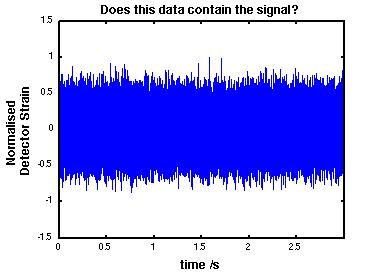 Does this data contain the signal?
1.5
1
0.5
0
-0.5
-1
-1.5
Normalised
Detector Strain
0 0.5 1 1.5 2 2.5
time /s